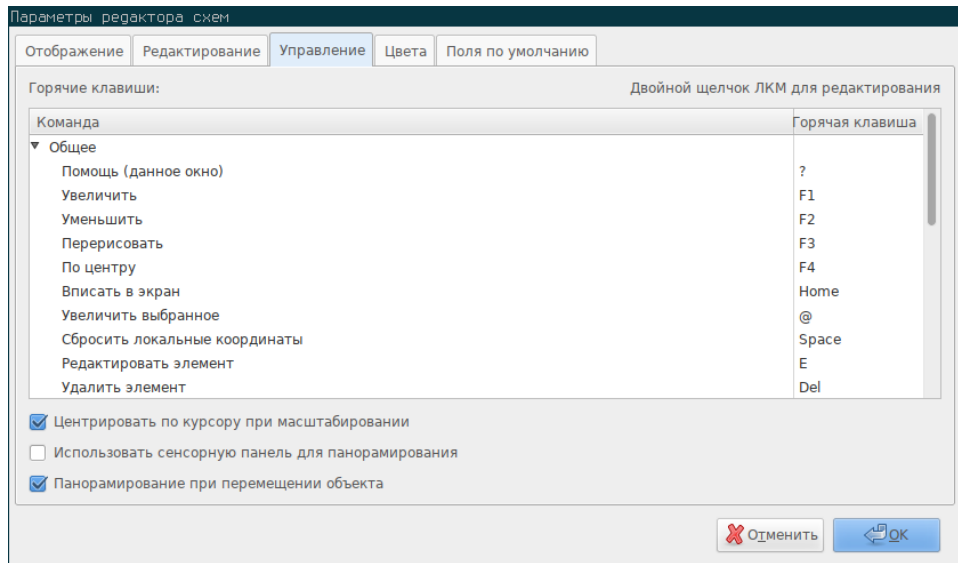 Параметры редактора схем
Отображение Редактирование Управление Цвета Поля по умолчанию
Горячие клавиши: Двойной щелчок ЛКМ для редактирования
Команда Горячая клавиша
Общее
Помощь (данное окно) ?
Увеличить F1
Уменьшить F2
Перерисовать F3
По центру F4
Вписать в экран Home
Увеличить выбранное @
Сбросить локальные координаты Space
Редактировать элемент E
Удалить элемент Del
Центрировать по курсору при масштабировании
Использовать сенсорную панель для панорамирования
Панорамирование при перемещении объекта
Отменить OK